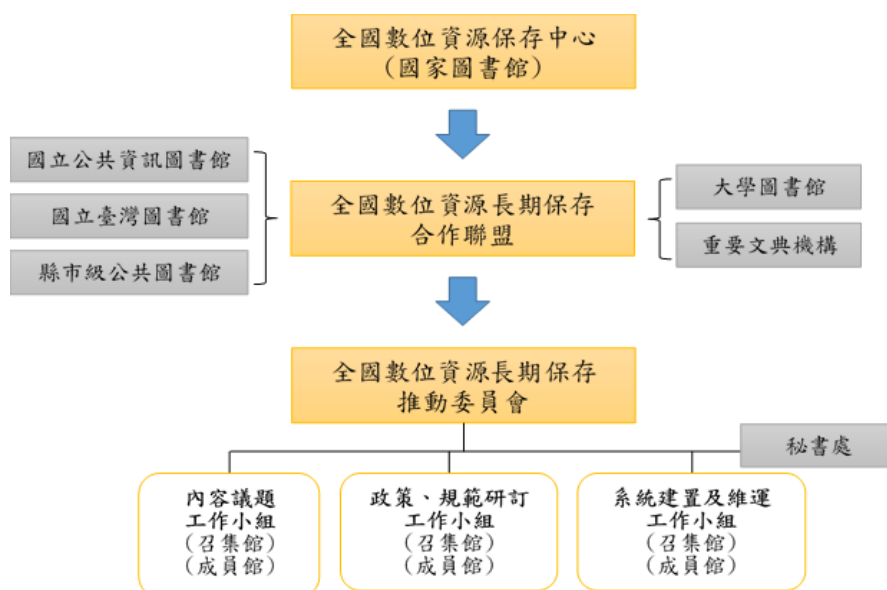 全國數位資源保存中心
（國家圖書館）
國立公共資訊圖書館
國立臺灣圖書館
縣市級公共圖書館
全國數位資源長期保存
合作聯盟
大學圖書館
重要文典機構
全國數位資源長期保存
推動委員會
秘書處
內容議題
工作小組
（召集館）
（成員館）
政策、規範研訂
工作小組
（召集館）
（成員館）
系統建置及維運
工作小組
（召集館）
（成員館）